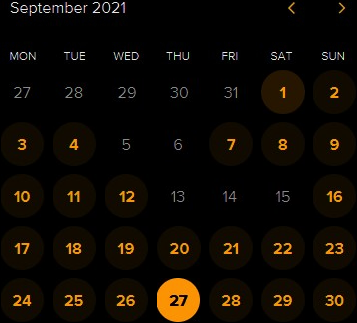 September 2021
MON TUE WED THU FRI SAT SUN
27 28 29 30 31 1 2
3 4 5 6 7 8 9
10 11 12 13 14 15 16
17 18 19 20 21 22 23
24 25 26 27 28 29 30